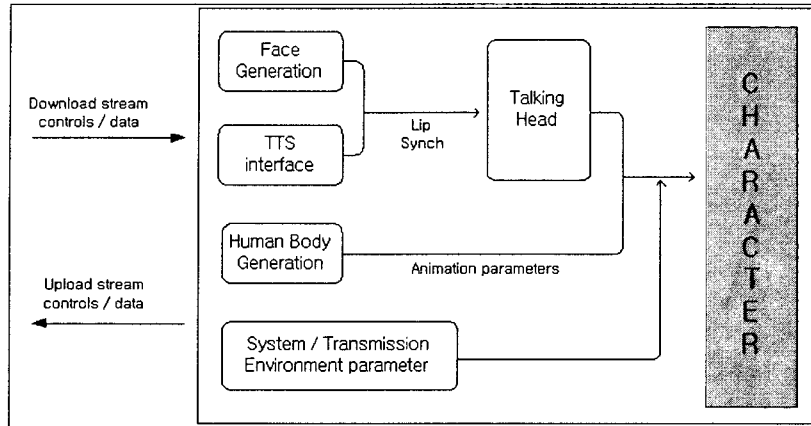 Download stream
controls / data
Upload stream
controls / data
Face
Generation
TTS
interface
Lip
Synch
Talking
Head
Human Body
Generation
Animation parameters
System / Transmission
Environment parameter
CHARACTER